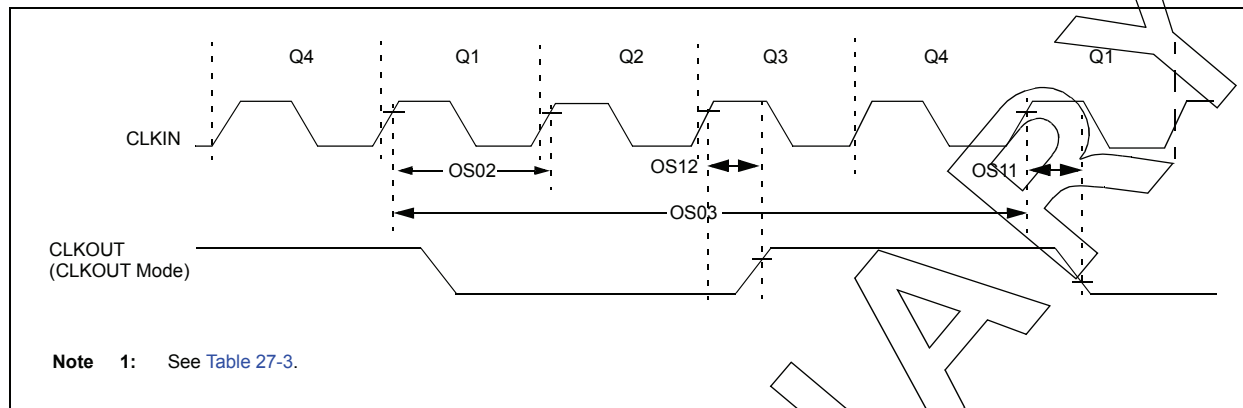 Q4 Q1 Q2 Q3 Q4 Q1
CLKIN
OS02 OS12 OS11
OS03
CLKOUT
(CLKOUT Mode)
Note 1: See Table 27-3.